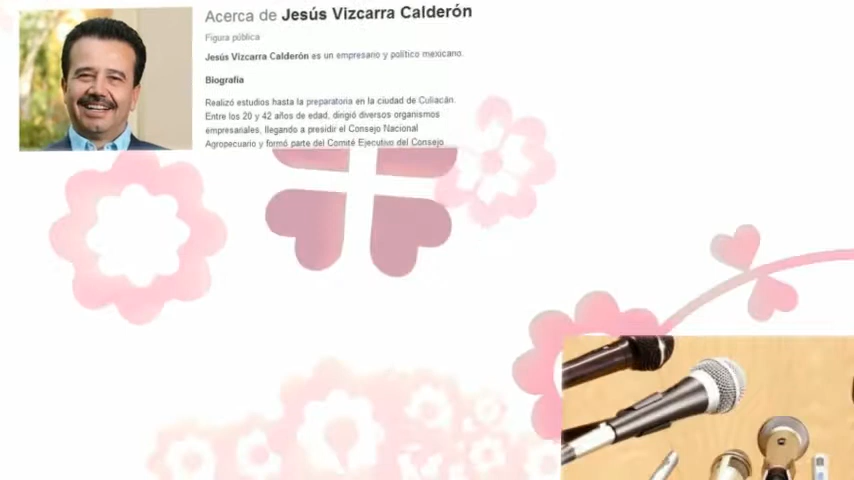 Acerca de Jesús Vizcarra Calderón
Figura pública
Jesús Vizcarra Calderón es un empresario y político mexicano.
Biografía
Realizó estudios hasta la preparatoria en la ciudad de Culiacán.
Entre los 20 y 42 años de edad, dirigió diversos organismos
empresariales, llegando a presidir el Consejo Nacional
Agropecuario y formó parte del Comité Ejecutivo del Consejo